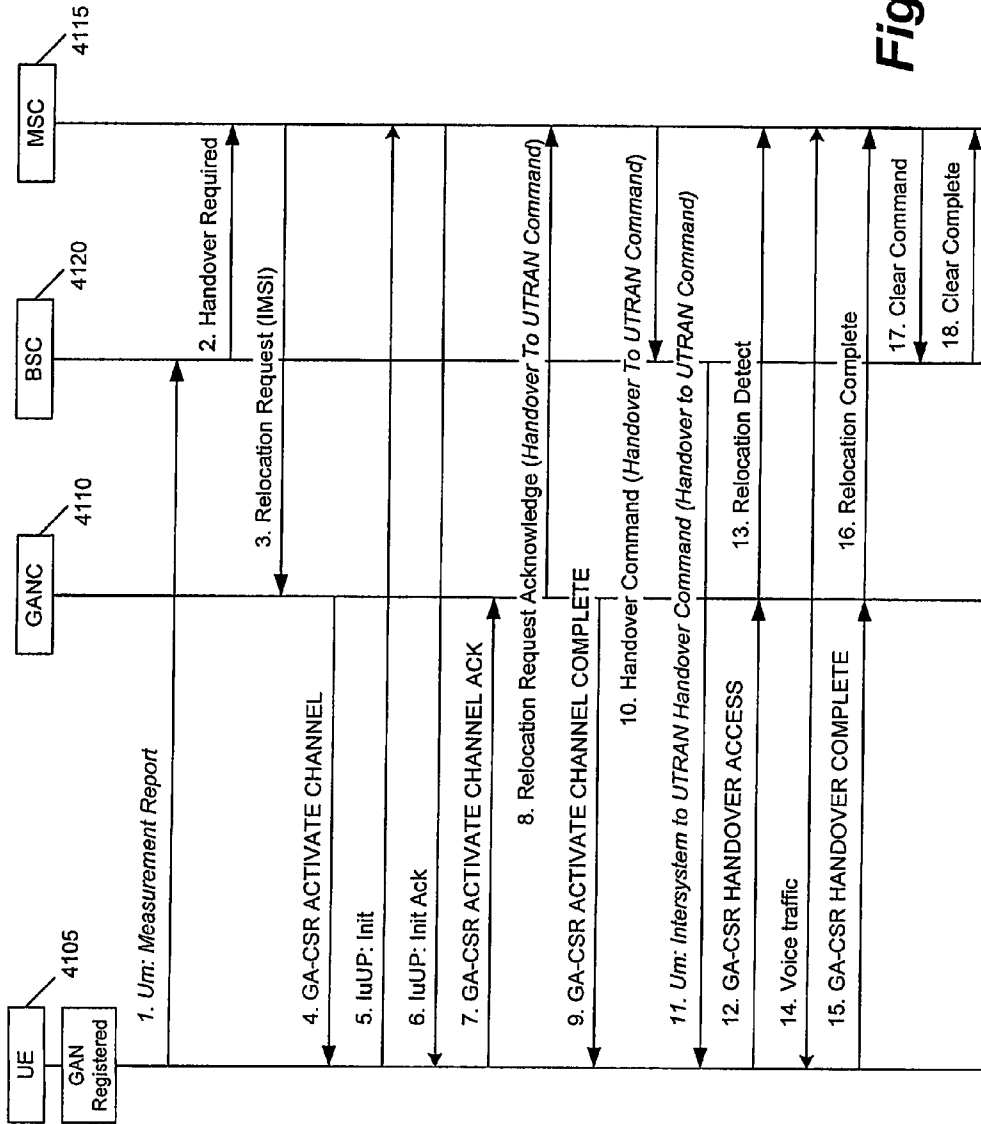 UE
4105
GAN
Registered
GANC
4110
BSC
4120
MSC
4115
1. Um: Measurement Report
2. Handover Required
3. Relocation Request (IMSI)
4. GA-CSR ACTIVATE CHANNEL
5. IuUP: Init
6. IuUP: Init Ack
7. GA-CSR ACTIVATE CHANNEL ACK
8. Relocation Request Acknowledge (Handover To UTRAN Command)
9. GA-CSR ACTIVATE CHANNEL COMPLETE
10. Handover Command (Handover To UTRAN Command)
11. Um: Intersystem to UTRAN Handover Command (Handover to UTRAN Command)
12. GA-CSR HANDOVER ACCESS
13. Relocation Detect
14. Voice traffic
15. GA-CSR HANDOVER COMPLETE
16. Relocation Complete
17. Clear Command
18. Clear Complete
Fig